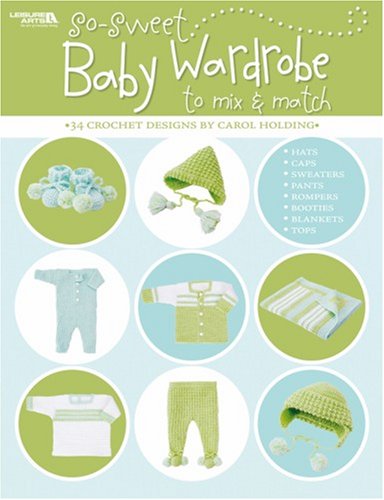 LEISURE
ARTS
the art of everyday living
So-Sweet
Baby Wardrobe
to mix & match
•34 CROCHET DESIGNS BY CAROL HOLDING•
• HATS
• CAPS
• SWEATERS
• PANTS
• ROMPERS
• BOOTIES
• BLANKETS
• TOPS